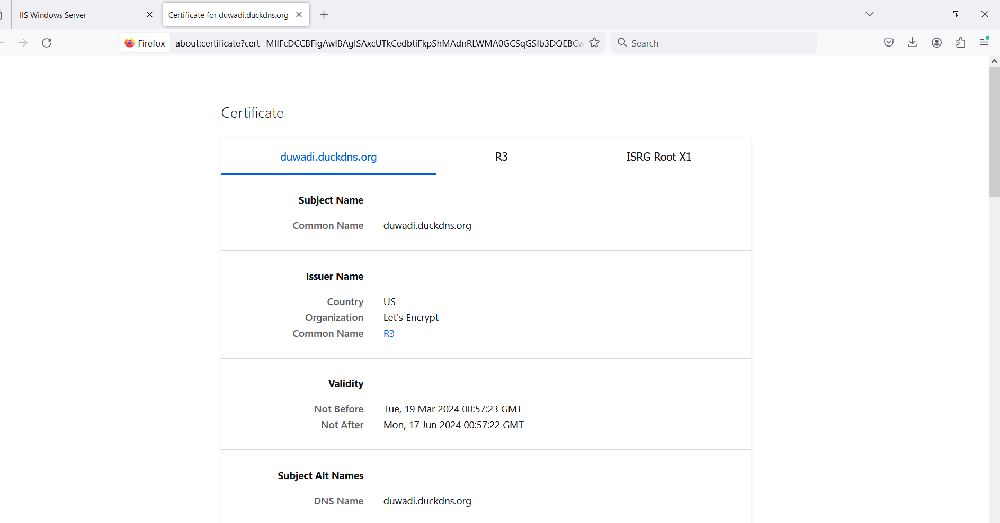 IIS Windows Server
Certificate for duwadi.duckdns.org
Firefox
about:certificate?cert=MIIFcDCCBFigAwIBAgISAxcUTkCedbtiFkpShMAdnRLWMA0GCSqGSIb3DQEBCw
Search
Certificate
duwadi.duckdns.org R3 ISRG Root X1
Subject Name
Common Name duwadi.duckdns.org
Issuer Name
Country US
Organization Let's Encrypt
Common Name R3
Validity
Not Before Tue, 19 Mar 2024 00:57:23 GMT
Not After Mon, 17 Jun 2024 00:57:22 GMT
Subject Alt Names
DNS Name duwadi.duckdns.org